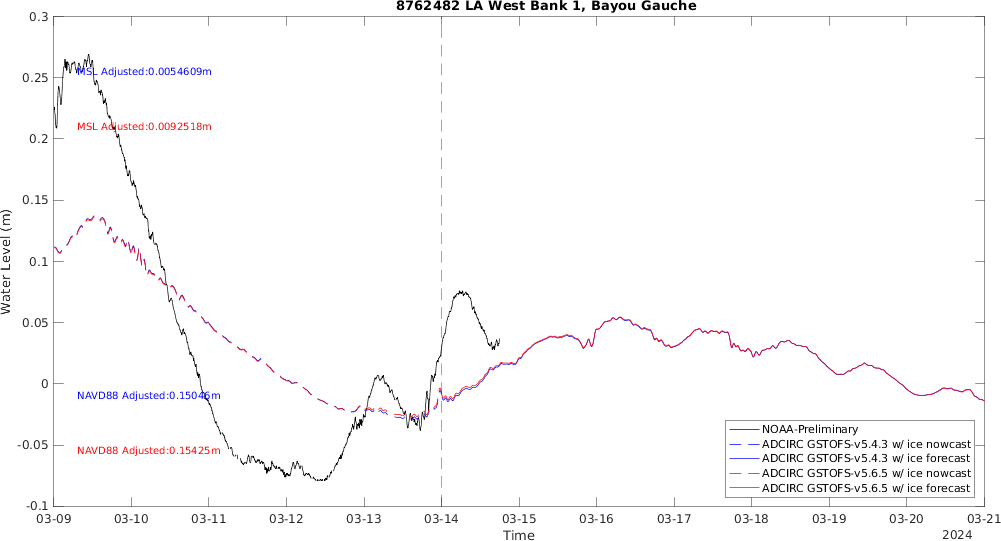 8762482 LA West Bank 1, Bayou Gauche
0.3
0.25
0.2
0.15
0.1
0.05
0
-0.05
-0.1
Water Level (m)
MSL Adjusted:0.0054609m
MSL Adjusted:0.0092518m
NAVD88 Adjusted:0.15046m
NAVD88 Adjusted:0.15425m
NOAA-Preliminary
ADCIRC GSTOFS-v5.4.3 w/ ice nowcast
ADCIRC GSTOFS-v5.4.3 w/ ice forecast
ADCIRC GSTOFS-v5.6.5 w/ ice nowcast
ADCIRC GSTOFS-v5.6.5 w/ ice forecast
03-09 03-10 03-11 03-12 03-13 03-14 03-15 03-16 03-17 03-18 03-19 03-20 03-21
Time
2024